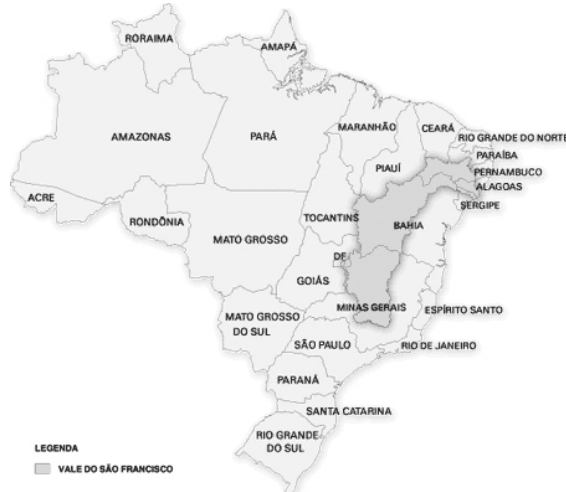 RORAIMA
AMAPÁ
AMAZONAS
PARÁ
MARANHÃO
CEARÁ
RIO GRANDE DO NORTE
PARAÍBA
PIAUÍ
PERNAMBUCO
ALAGOAS
SERGIPE
ACRE
RONDÔNIA
TOCANTINS
BAHIA
MATO GROSSO
DF
GOIÁS
MINAS GERAIS
ESPÍRITO SANTO
MATO GROSSO
DO SUL
SÃO PAULO
RIO DE JANEIRO
PARANÁ
SANTA CATARINA
RIO GRANDE
DO SUL
LEGENDA
VALE DO SÃO FRANCISCO